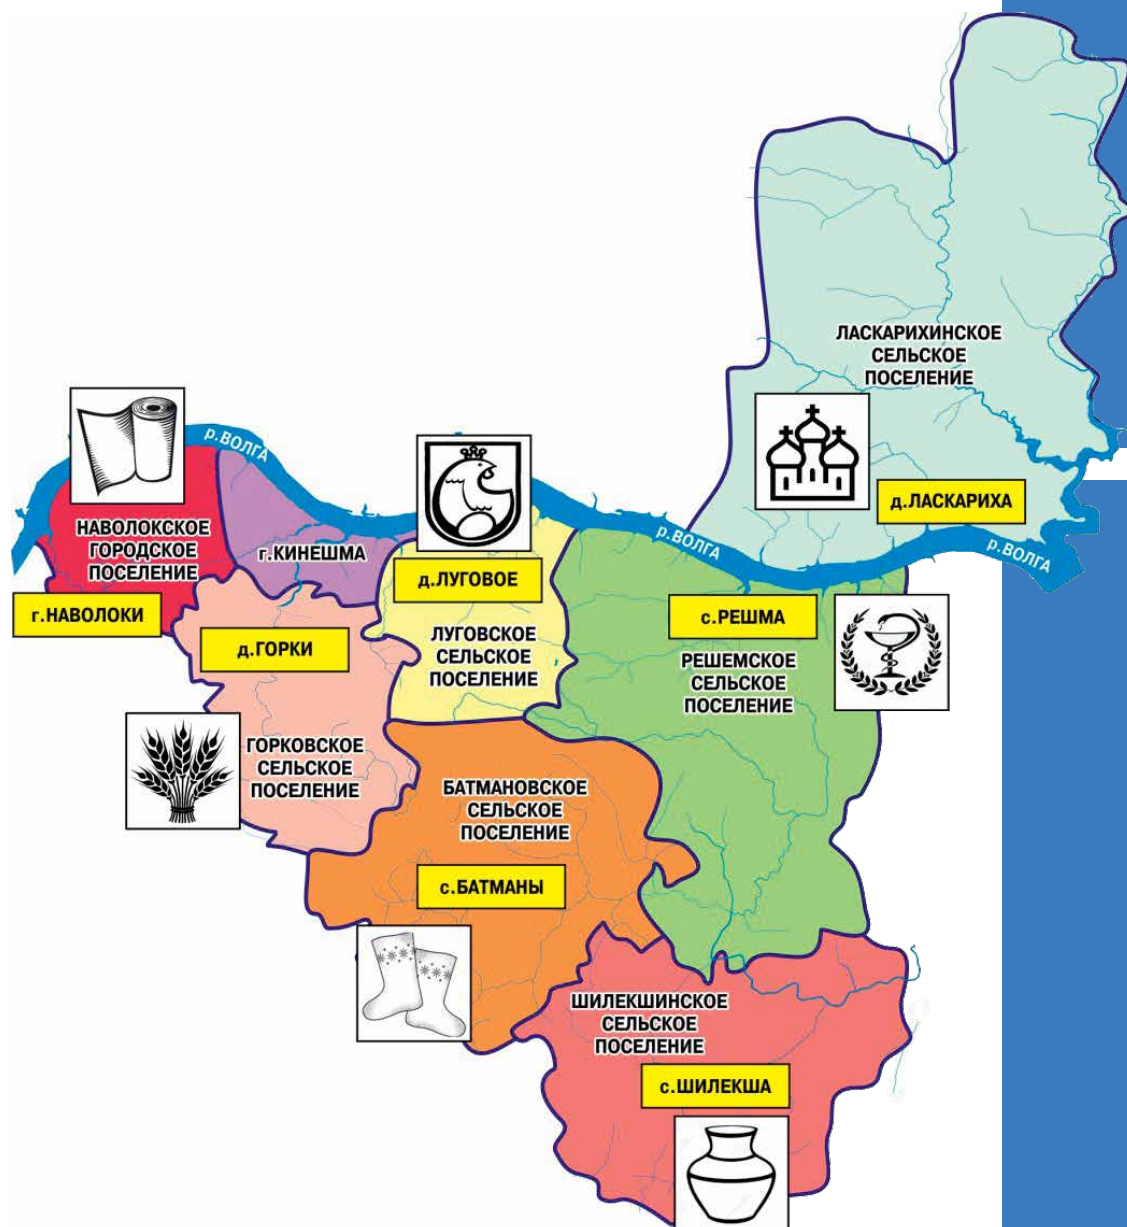 ЛАСКАРИХИНСКОЕ
СЕЛЬСКОЕ
ПОСЕЛЕНИЕ
р.ВОЛГА
д.ЛАСКАРИХА
НАВОЛОКСКОЕ
ГОРОДСКОЕ
ПОСЕЛЕНИЕ
г.КИНЕШМА
р.ВОЛГА
р.ВОЛГА
д.ЛУГОВОЕ
г.НАВОЛОКИ
с.РЕШМА
д.ГОРКИ
ЛУГОВСКОЕ
СЕЛЬСКОЕ
ПОСЕЛЕНИЕ
РЕШЕМСКОЕ
СЕЛЬСКОЕ
ПОСЕЛЕНИЕ
ГОРКОВСКОЕ
СЕЛЬСКОЕ
ПОСЕЛЕНИЕ
БАТМАНОВСКОЕ
СЕЛЬСКОЕ
ПОСЕЛЕНИЕ
с.БАТМАНЫ
ШИЛЕКШИНСКОЕ
СЕЛЬСКОЕ
ПОСЕЛЕНИЕ
с.ШИЛЕКША